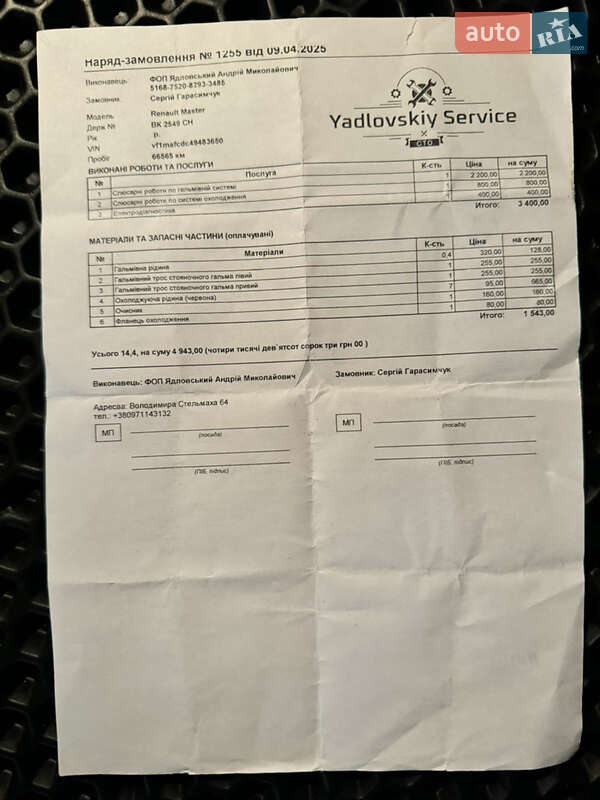 auto RIA.com
Наряд-замовлення № 1255 від 09.04.2025
Виконавець: ФОП Ядловський Андрій Миколайович
5168-7520-8293-3485
Замовник: Сергій Гарасимчук
Модель Renault Master
Держ № BK 2549 CH
Рік р.
VIN vf1mafcdc49483650
Пробіг 66565 км
Yadlovskiy Service
СТО
ВИКОНАНІ РОБОТИ ТА ПОСЛУГИ
№ Послуга К-сть Ціна на суму
1 Слюсарні роботи по гальмівній системі 1 2 200,00 2 200,00
2 Слюсарні роботи по системі охолодження 1 800,00 800,00
3 Електродіагностика 400,00 400,00
Итого: 3 400,00
МАТЕРІАЛИ ТА ЗАПАСНІ ЧАСТИНИ (оплачувані)
№ Материали К-сть Ціна на суму
1 Гальмівна рідина 0,4 320,00 128,00
2 Гальмівний трос стояночного гальма лівий 1 255,00 255,00
3 Гальмівний трос стояночного гальма правий 1 255,00 255,00
4 Охолоджуюча рідина (червона) 7 95,00 665,00
5 Очисник 1 160,00 160,00
6 Фланець охолодження 1 80,00 80,00
Итого: 1 543,00
Усього 14,4, на суму 4 943,00 (чотири тисячі дев`ятсот сорок три грн 00 )
Виконавець: ФОП Ядловський Андрій Миколайович
Замовник: Сергій Гарасимчук
Адресва: Володимира Стельмаха 64
тел.: +380971143132
МП
(посада)
(ПІБ, підпис)
МП
(посада)
(ПІБ, підпис)